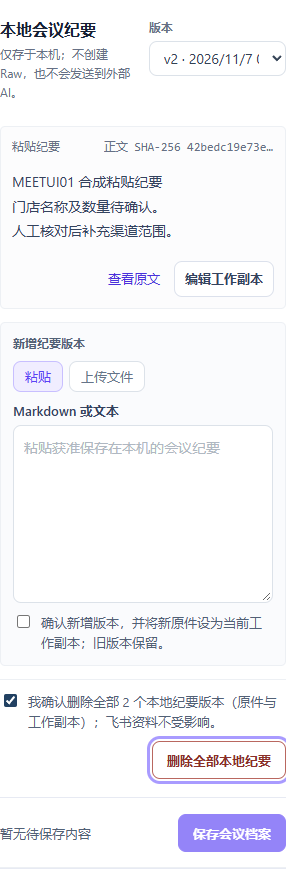 本地会议纪要
仅存于本机；不创建
Raw，也不会发送到外部
AI。
版本
v2 · 2026/11/7
粘贴纪要
正文 SHA-256 42bedc19e73e…
MEETUI01 合成粘贴纪要
门店名称及数量待确认。
人工核对后补充渠道范围。
查看原文
编辑工作副本
新增纪要版本
粘贴
上传文件
Markdown 或文本
粘贴获准保存在本机的会议纪要
确认新增版本，并将新原件设为当前工
作副本；旧版本保留。
我确认删除全部 2 个本地纪要版本（原件与
工作副本）；飞书资料不受影响。
删除全部本地纪要
暂无待保存内容
保存会议档案